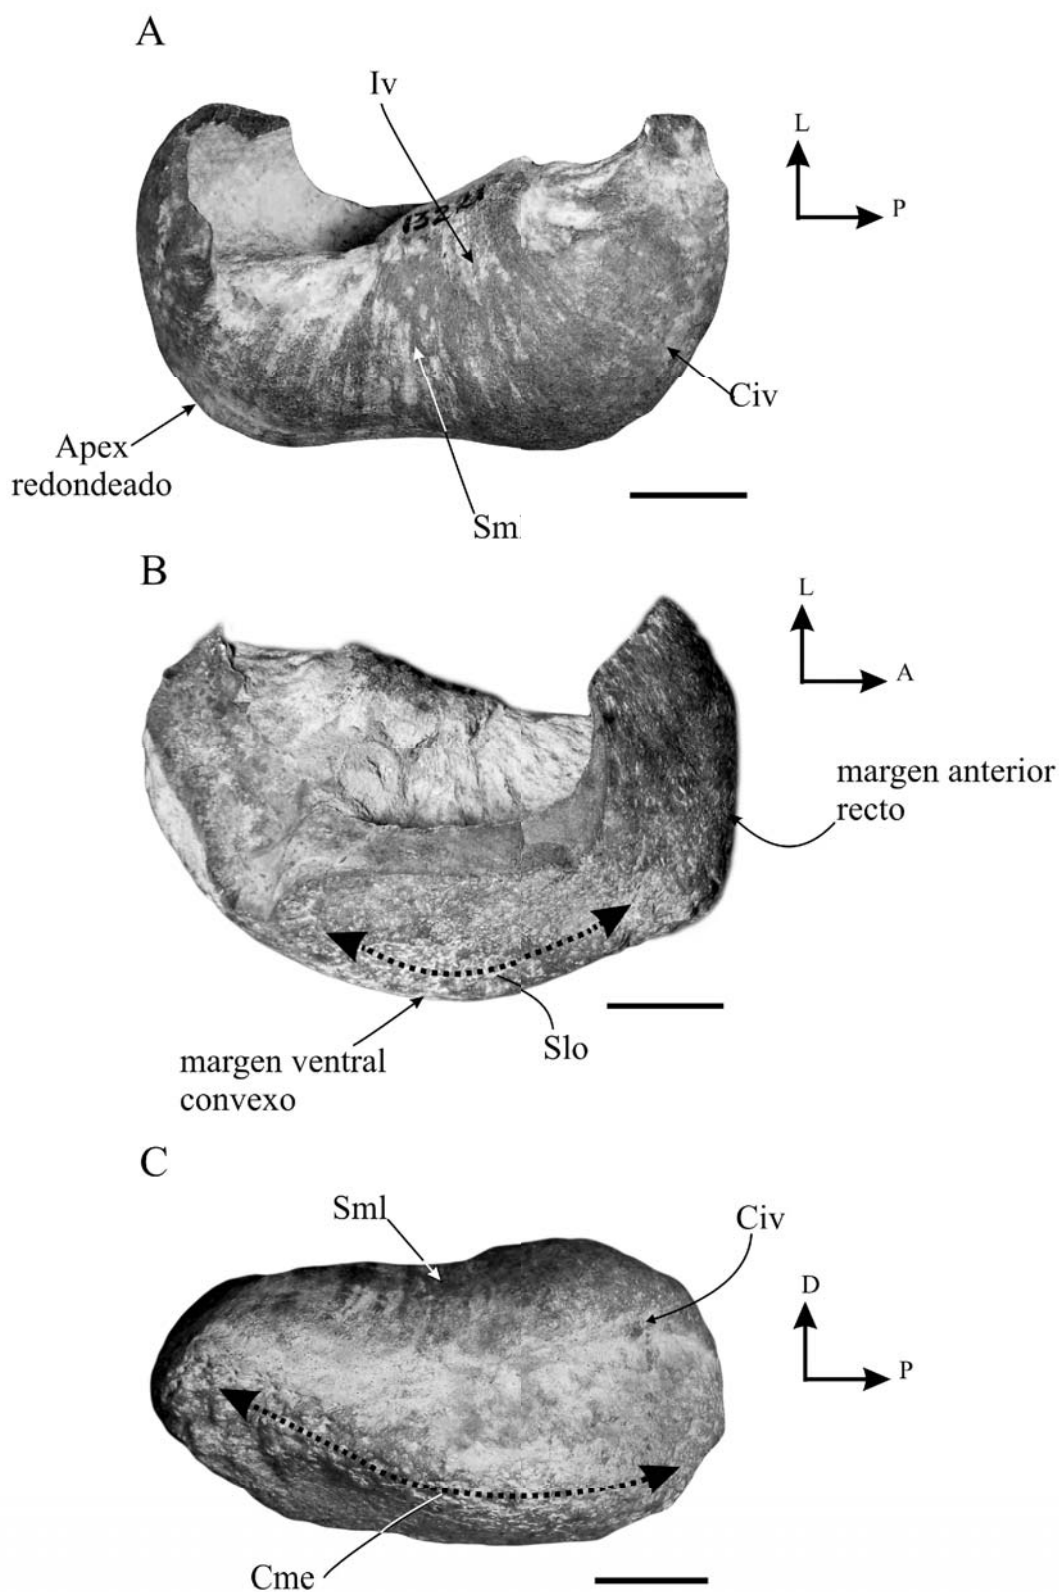 A
Iv
L
P
Civ
Apex
redondeado
Sml
B
L
A
margen anterior
recto
Slo
margen ventral
convexo
C
Sml
Civ
D
P
Cme